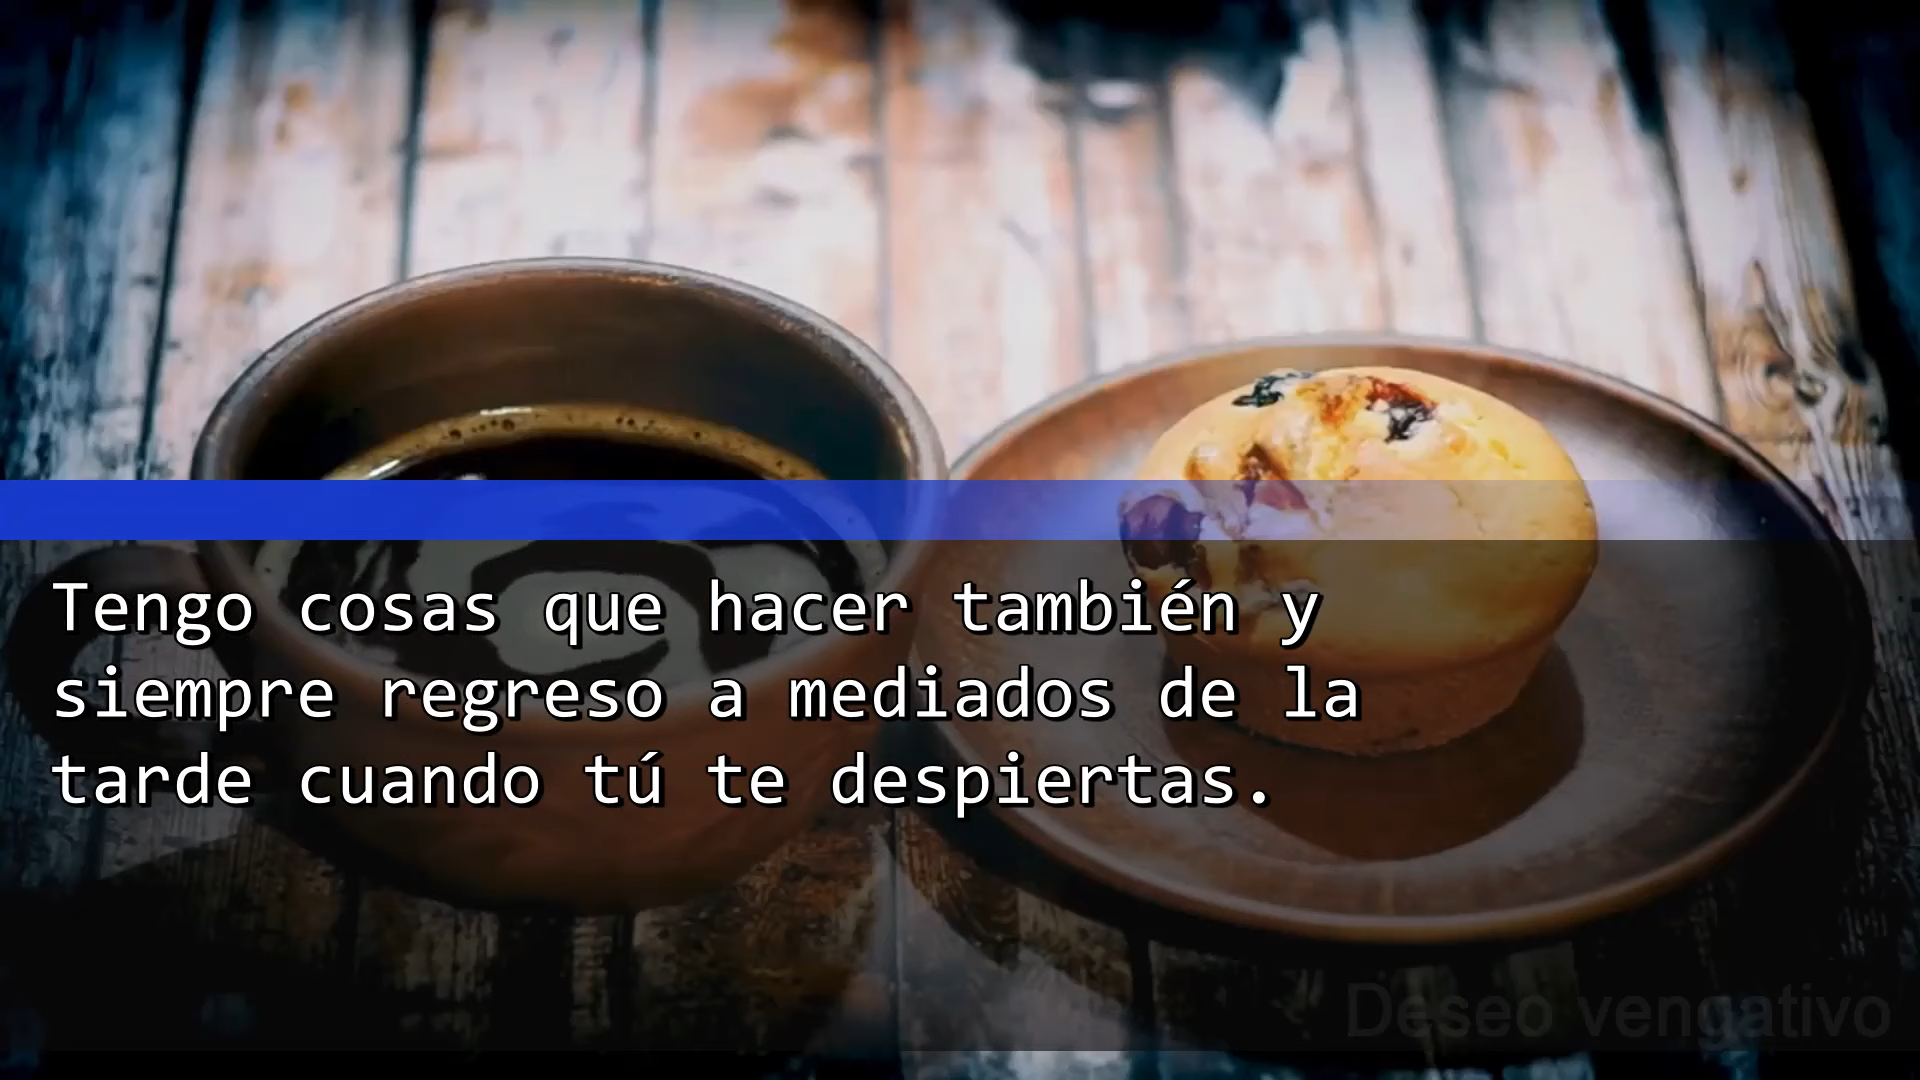 Tengo cosas que hacer también y
siempre regreso a mediados de la
tarde cuando tú te despiertas.
Deseo vengativo